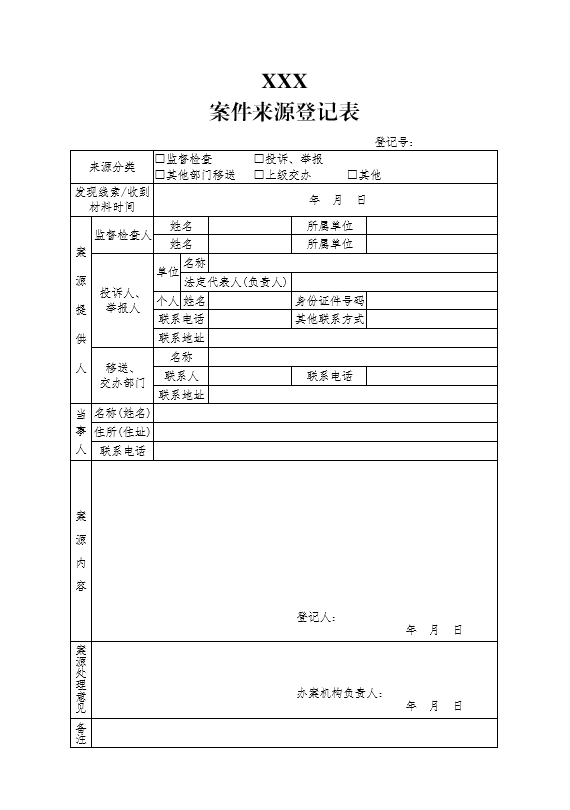 XXX
案件来源登记表
登记号：
来源分类
□监督检查 □投诉、举报
□其他部门移送 □上级交办 □其他
发现线索/收到
材料时间
年 月 日
案源提供人
监督检查人
姓名 所属单位
姓名 所属单位
投诉人、
举报人
单位
名称
法定代表人(负责人)
个人 姓名 身份证件号码
联系电话 其他联系方式
联系地址
移送、
交办部门
名称
联系人 联系电话
联系地址
当事人
名称(姓名)
住所(住址)
联系电话
案源内容
登记人：
年 月 日
案源处理意见
办案机构负责人：
年 月 日
备注